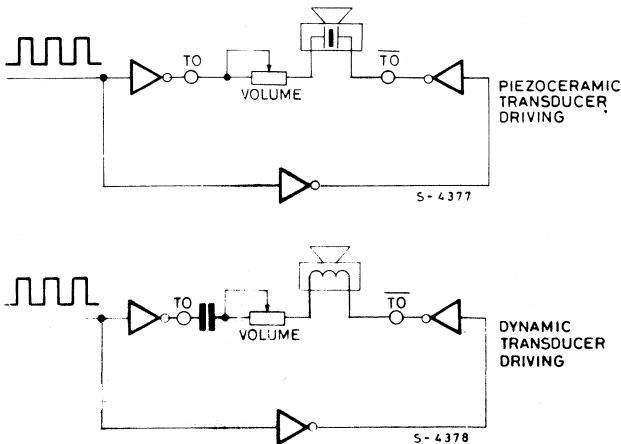 TO
VOLUME
TO
PIEZOCERAMIC
TRANSDUCER
DRIVING
S-4377
TO
VOLUME
TO
DYNAMIC
TRANSDUCER
DRIVING
S-4378